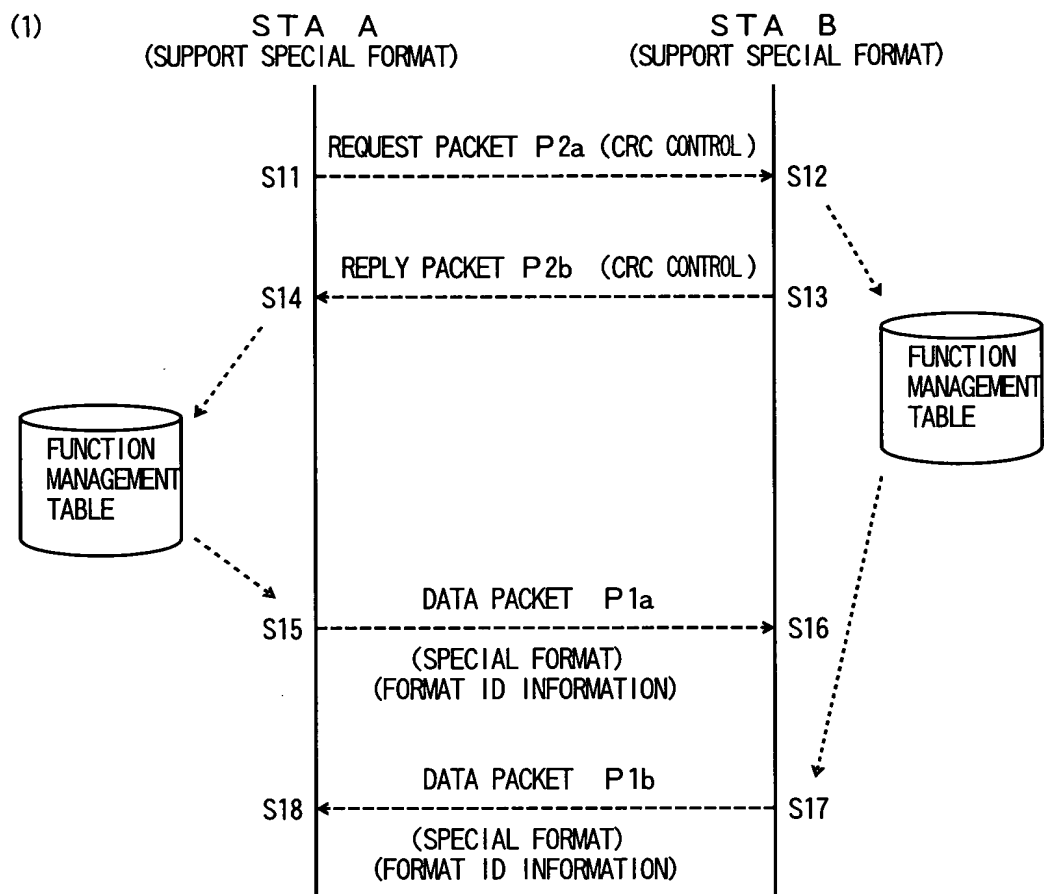 (1)
STA A
(SUPPORT SPECIAL FORMAT)
STA B
(SUPPORT SPECIAL FORMAT)
REQUEST PACKET P2a (CRC CONTROL)
S11
S12
REPLY PACKET P2b (CRC CONTROL)
S14
S13
FUNCTION
MANAGEMENT
TABLE
FUNCTION
MANAGEMENT
TABLE
DATA PACKET P1a
S15
S16
(SPECIAL FORMAT)
(FORMAT ID INFORMATION)
DATA PACKET P1b
S18
S17
(SPECIAL FORMAT)
(FORMAT ID INFORMATION)